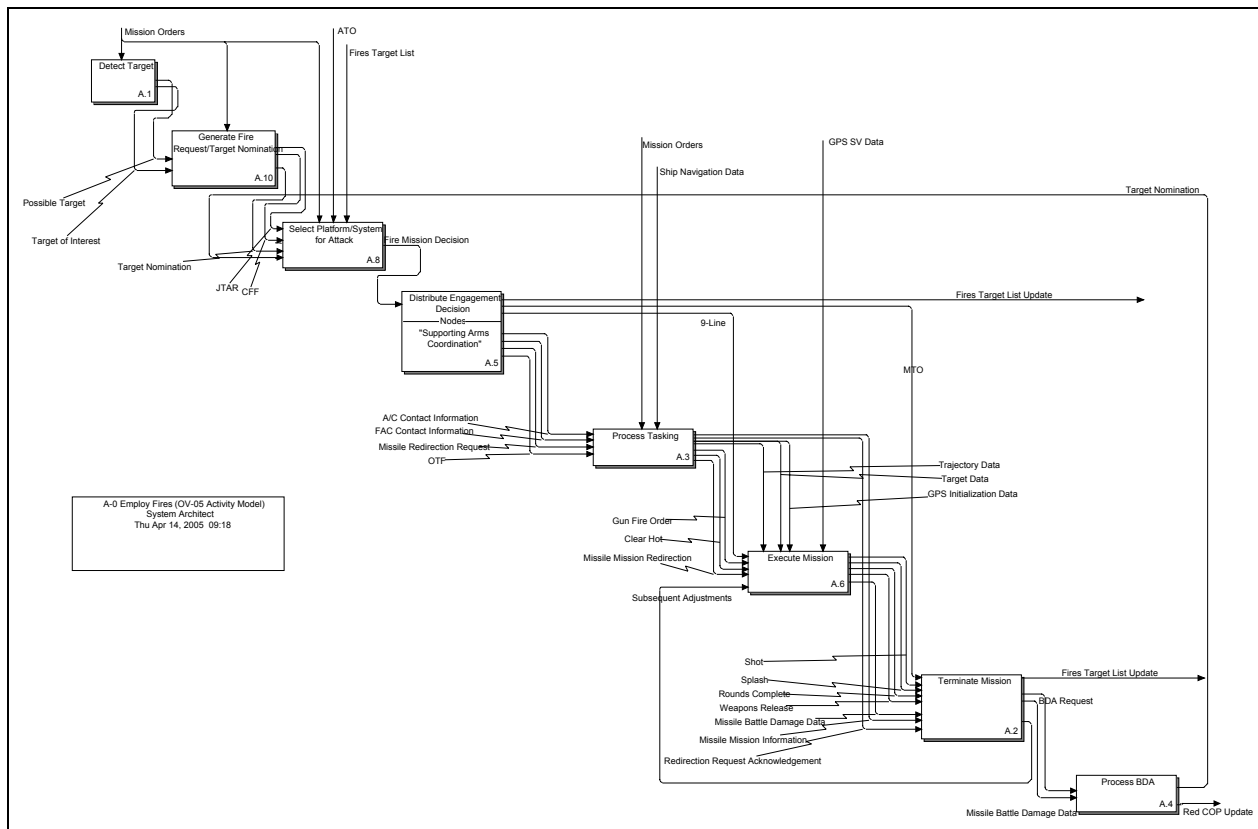 Mission Orders
ATO
Fires Target List
Detect Target
A.1
Generate Fire
Request/Target Nomination
A.10
Mission Orders
GPS SV Data
Ship Navigation Data
Possible Target
Target of Interest
Target Nomination
Select Platform/System
for Attack
A.8
Fire Mission Decision
Target Nomination
JTAR
CFF
Distribute Engagement
Decision
Nodes
"Supporting Arms
Coordination"
A.5
Fires Target List Update
9-Line
MTO
A/C Contact Information
FAC Contact Information
Missile Redirection Request
OTF
Process Tasking
A.3
Trajectory Data
Target Data
GPS Initialization Data
A-0 Employ Fires (OV-05 Activity Model)
System Architect
Thu Apr 14, 2005 09:18
Gun Fire Order
Clear Hot
Missile Mission Redirection
Execute Mission
A.6
Subsequent Adjustments
Shot
Splash
Rounds Complete
Weapons Release
Missile Battle Damage Data
Missile Mission Information
Redirection Request Acknowledgement
Terminate Mission
A.2
Fires Target List Update
BDA Request
Process BDA
A.4
Missile Battle Damage Data
Red COP Update